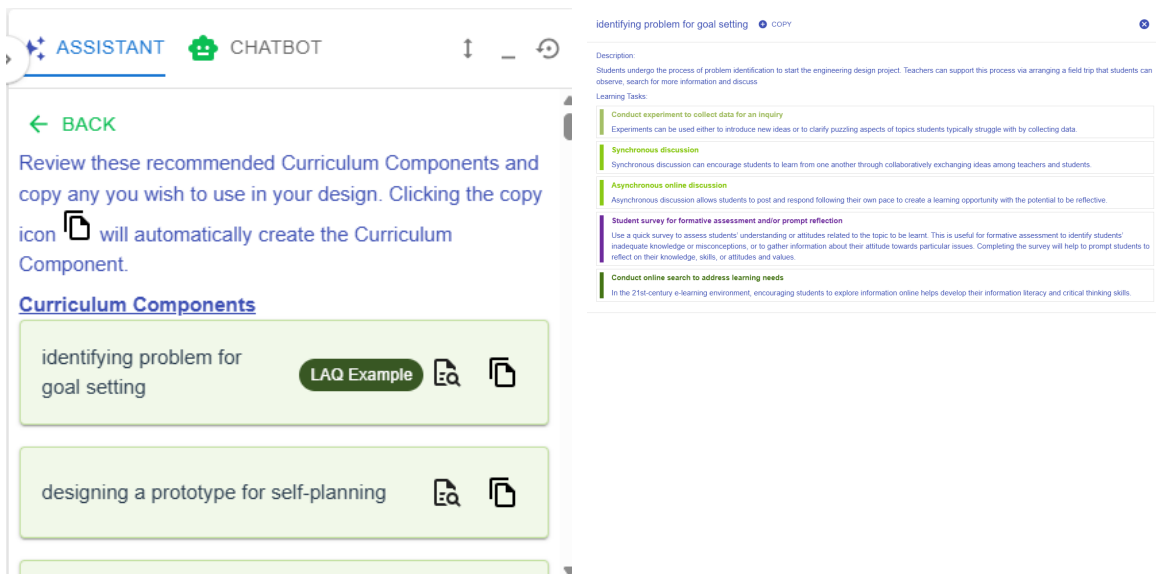 ASSISTANT
CHATBOT
BACK
Review these recommended Curriculum Components and
copy any you wish to use in your design. Clicking the copy
icon will automatically create the Curriculum
Component.
Curriculum Components
identifying problem for
goal setting
LAQ Example
designing a prototype for self-planning
identifying problem for goal setting
COPY
Description:
Students undergo the process of problem identification to start the engineering design project. Teachers can support this process via arranging a field trip that students can
observe, search for more information and discuss
Learning Tasks:
Conduct experiment to collect data for an inquiry
Experiments can be used either to introduce new ideas or to clarify puzzling aspects of topics students typically struggle with by collecting data.
Synchronous discussion
Synchronous discussion can encourage students to learn from one another through collaboratively exchanging ideas among teachers and students.
Asynchronous online discussion
Asynchronous discussion allows students to post and respond following their own pace to create a learning opportunity with the potential to be reflective.
Student survey for formative assessment and/or prompt reflection
Use a quick survey to assess students' understanding or attitudes related to the topic to be learnt. This is useful for formative assessment to identify students'
inadequate knowledge or misconceptions, or to gather information about their attitude towards particular issues. Completing the survey will help to prompt students to
reflect on their knowledge, skills, or attitudes and values.
Conduct online search to address learning needs
In the 21st-century e-learning environment, encouraging students to explore information online helps develop their information literacy and critical thinking skills.